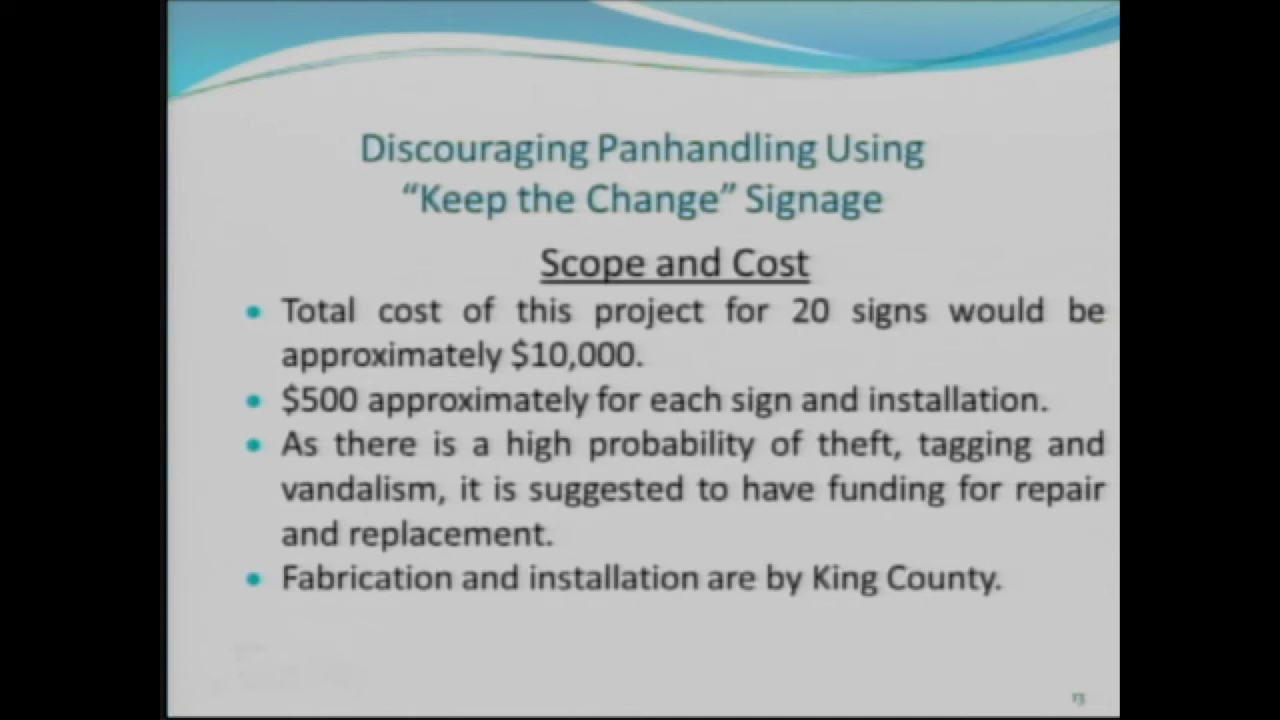 Discouraging Panhandling Using
“Keep the Change” Signage
Scope and Cost
• Total cost of this project for 20 signs would be
approximately $10,000.
• $500 approximately for each sign and installation.
• As there is a high probability of theft, tagging and
vandalism, it is suggested to have funding for repair
and replacement.
• Fabrication and installation are by King County.
13